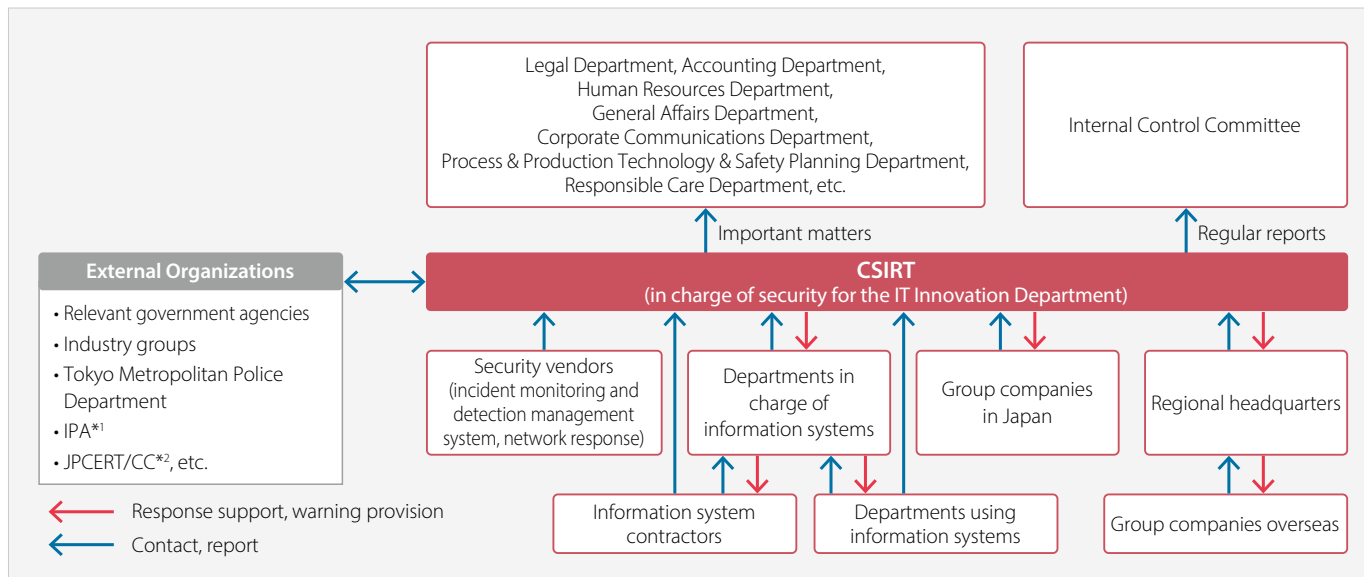 Legal Department, Accounting Department,
Human Resources Department,
General Affairs Department,
Corporate Communications Department,
Process & Production Technology & Safety Planning Department,
Responsible Care Department, etc.
Internal Control Committee
Important matters
Regular reports
External Organizations
• Relevant government agencies
• Industry groups
• Tokyo Metropolitan Police
Department
• IPA*1
• JPCERT/CC*2, etc.
CSIRT
(in charge of security for the IT Innovation Department)
Security vendors
(incident monitoring and
detection management
system, network response)
Departments in
charge of
information systems
Group companies
in Japan
Regional headquarters
Information system
contractors
Departments using
information systems
Group companies overseas
Response support, warning provision
Contact, report